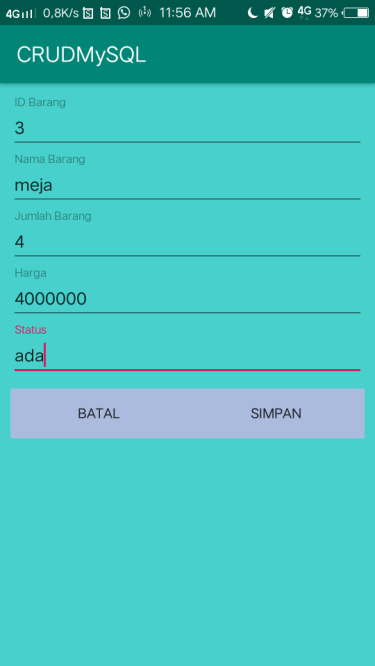 4G 0,8K/s 11:56 AM 4G 37%
CRUDMySQL
ID Barang
3
Nama Barang
meja
Jumlah Barang
4
Harga
4000000
Status
ada
BATAL SIMPAN